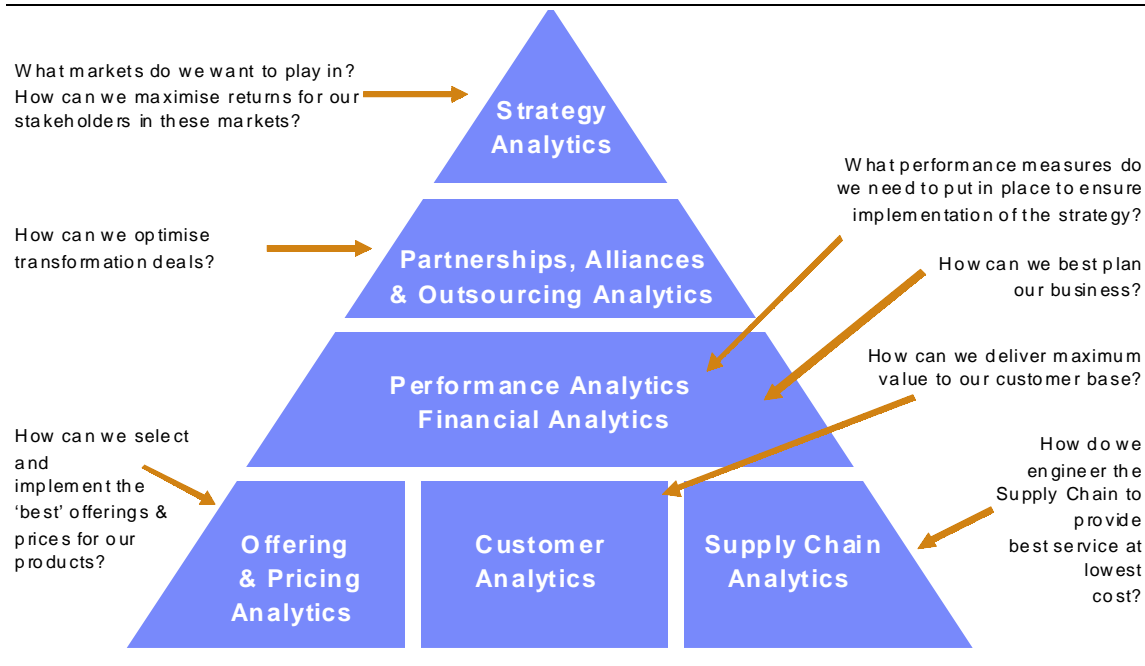 What markets do we want to play in?
How can we maximise returns for our
stakeholders in these markets?
Strategy
Analytics
What performance measures do
we need to put in place to ensure
implementation of the strategy?
How can we optimise
transformation deals?
Partnerships, Alliances
& Outsourcing Analytics
How can we best plan
our business?
How can we deliver maximum
value to our customer base?
Performance Analytics
Financial Analytics
How can we select
and
implement the
‘best’ offerings &
prices for our
products?
How do we
engineer the
Supply Chain to
provide
best service at
lowest
cost?
Offering
& Pricing
Analytics
Customer
Analytics
Supply Chain
Analytics